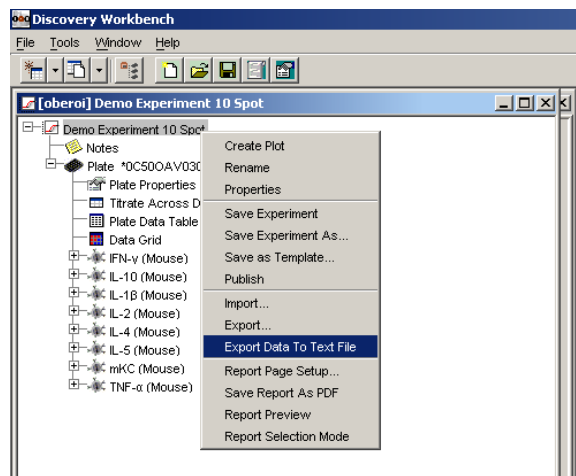 Discovery Workbench
File Tools Window Help
[oberoi] Demo Experiment 10 Spot
Demo Experiment 10 Spot
Notes
Plate *0C50OAV030
Plate Properties
Titrate Across D
Plate Data Table
Data Grid
IFN-γ (Mouse)
IL-10 (Mouse)
IL-1β (Mouse)
IL-2 (Mouse)
IL-4 (Mouse)
IL-5 (Mouse)
mKC (Mouse)
TNF-α (Mouse)
Create Plot
Rename
Properties
Save Experiment
Save Experiment As...
Save as Template...
Publish
Import...
Export...
Export Data To Text File
Report Page Setup...
Save Report As PDF
Report Preview
Report Selection Mode